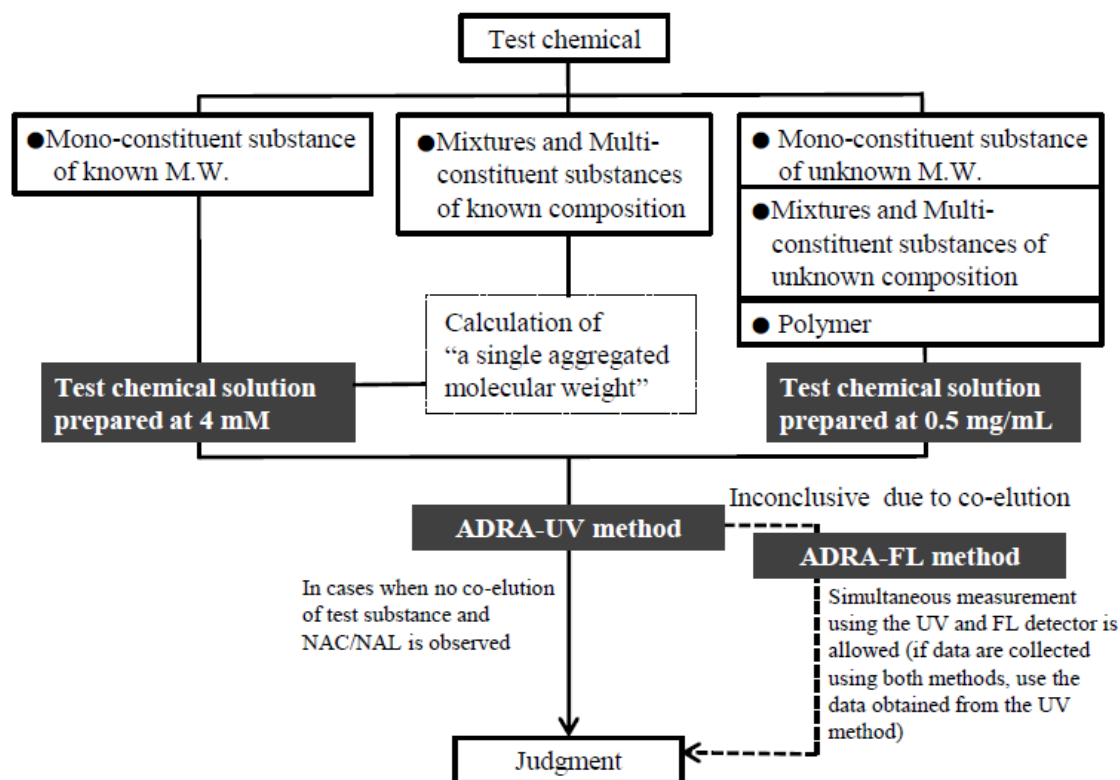 Test chemical
●Mono-constituent substance
of known M.W.
●Mixtures and Multi-
constituent substances
of known composition
● Mono-constituent substance
of unknown M.W.
●Mixtures and Multi-
constituent substances of
unknown composition
● Polymer
Calculation of
“a single aggregated
molecular weight”
Test chemical solution
prepared at 4 mM
Test chemical solution
prepared at 0.5 mg/mL
Inconclusive due to co-elution
ADRA-UV method
ADRA-FL method
In cases when no co-elution
of test substance and
NAC/NAL is observed
Simultaneous measurement
using the UV and FL detector is
allowed (if data are collected
using both methods, use the
data obtained from the UV
method)
Judgment